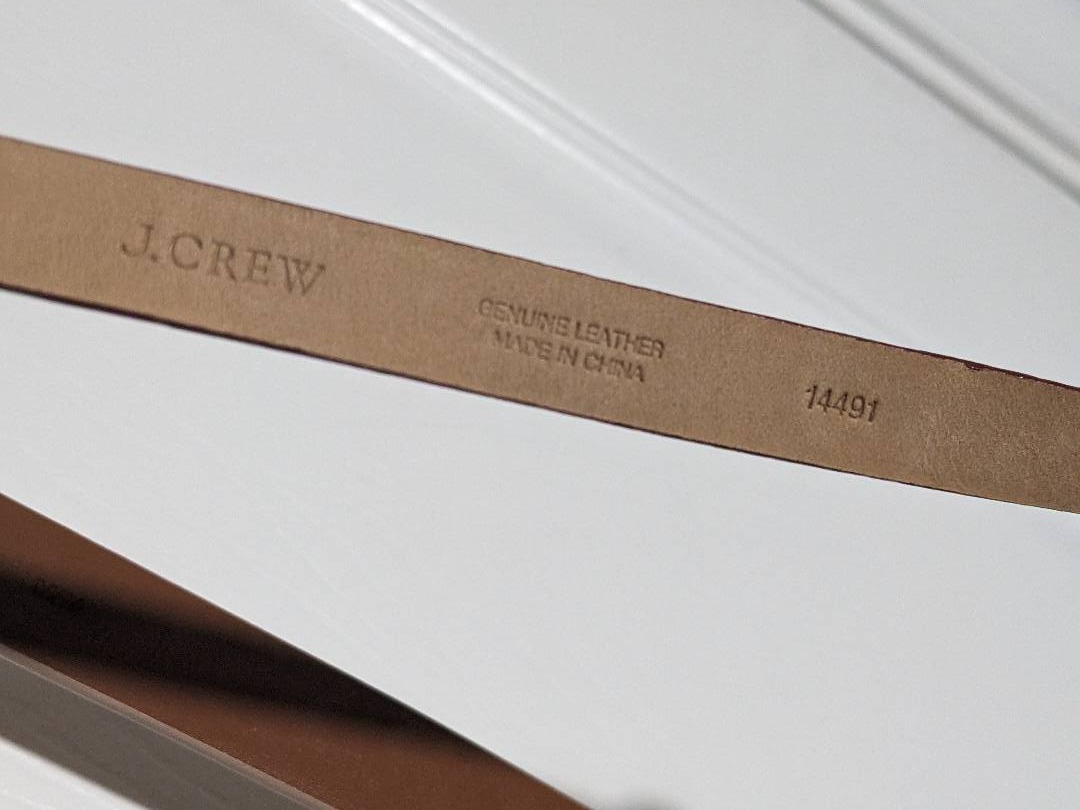 J.CREW
GENUINE LEATHER
MADE IN CHINA
14491